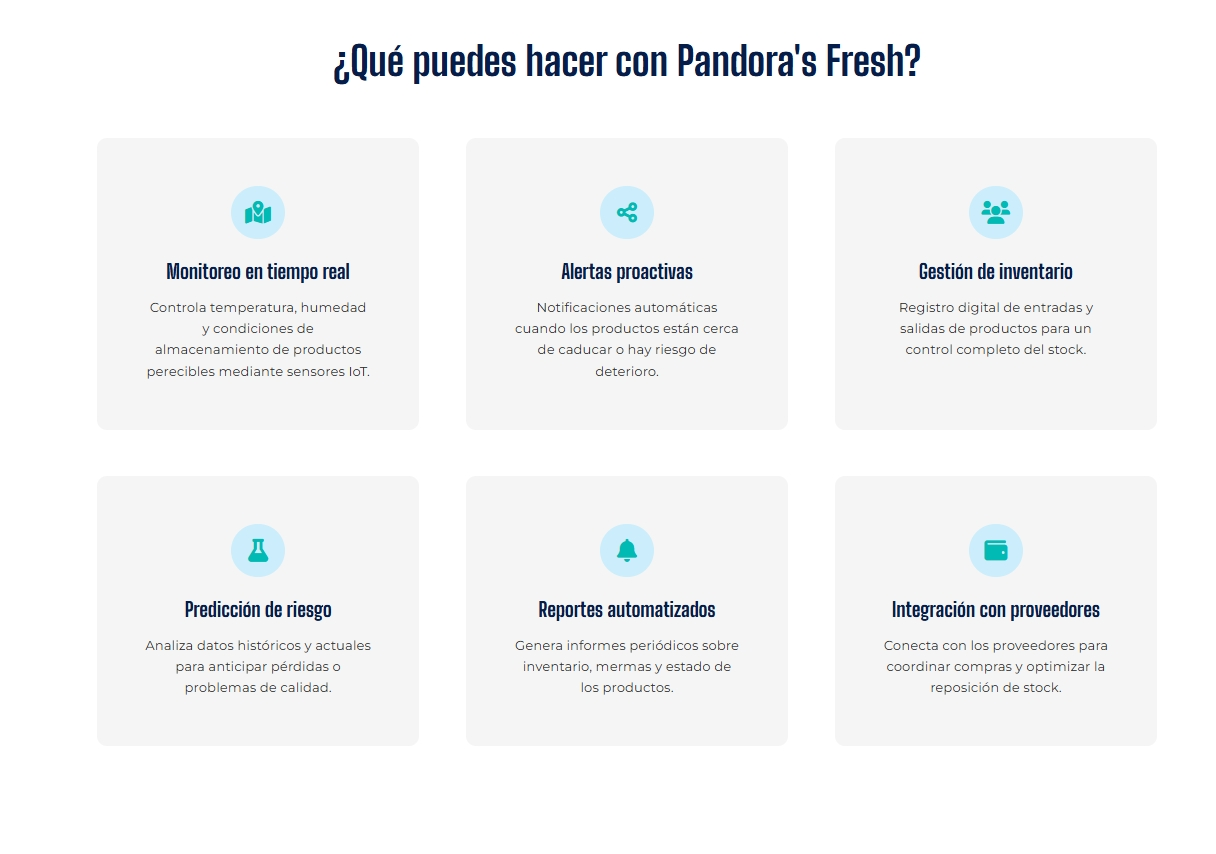 ¿Qué puedes hacer con Pandora's Fresh?
Monitoreo en tiempo real
Controla temperatura, humedad
y condiciones de
almacenamiento de productos
perecibles mediante sensores IoT.
Alertas proactivas
Notificaciones automáticas
cuando los productos están cerca
de caducar o hay riesgo de
deterioro.
Gestión de inventario
Registro digital de entradas y
salidas de productos para un
control completo del stock.
Predicción de riesgo
Analiza datos históricos y actuales
para anticipar pérdidas o
problemas de calidad.
Reportes automatizados
Genera informes periódicos sobre
inventario, mermas y estado de
los productos.
Integración con proveedores
Conecta con los proveedores para
coordinar compras y optimizar la
reposición de stock.